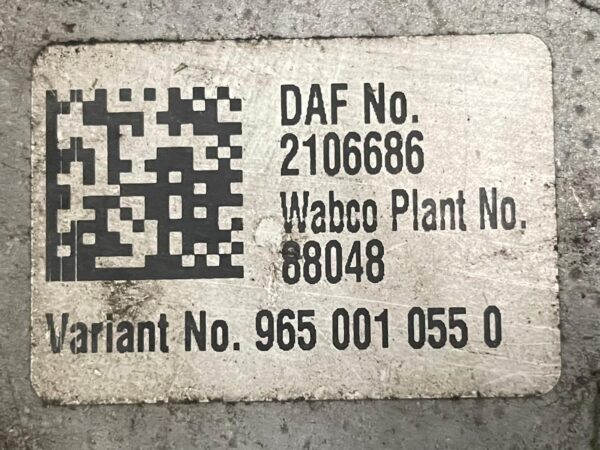 DAF No.
2106686
Wabco Plant No.
88048
Variant No. 965 001 055 0